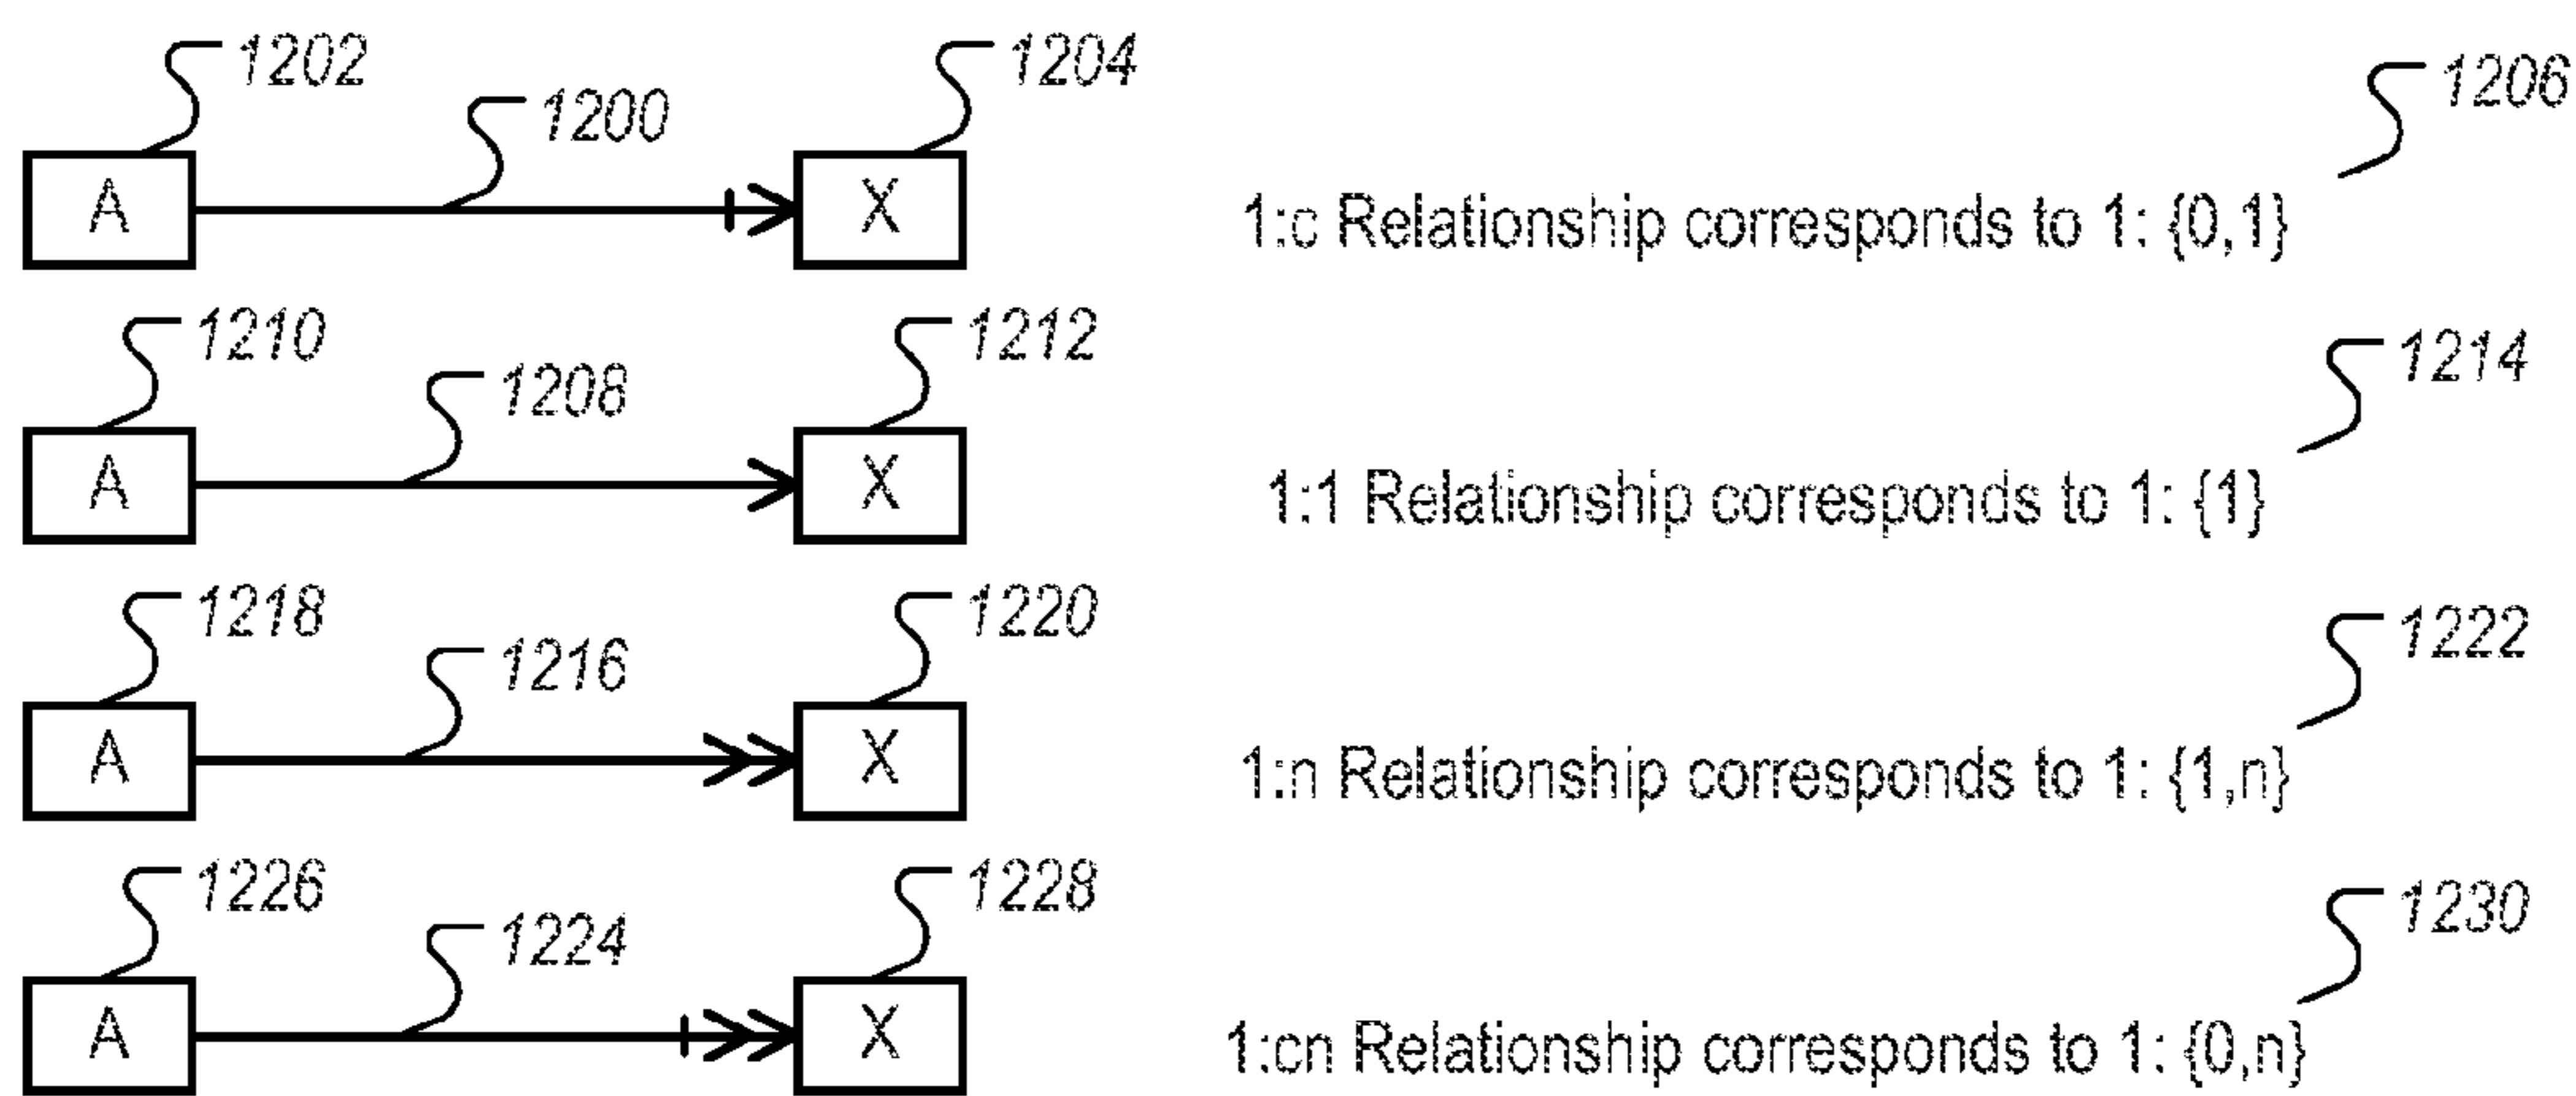 1202
1204
1206
1200
A
X
1:c Relationship corresponds to 1: {0,1}
1210
1212
1214
1208
A
X
1:1 Relationship corresponds to 1: {1}
1218
1220
1222
1216
A
X
1:n Relationship corresponds to 1: {1,n}
1226
1228
1230
1224
A
X
1:cn Relationship corresponds to 1: {0,n}